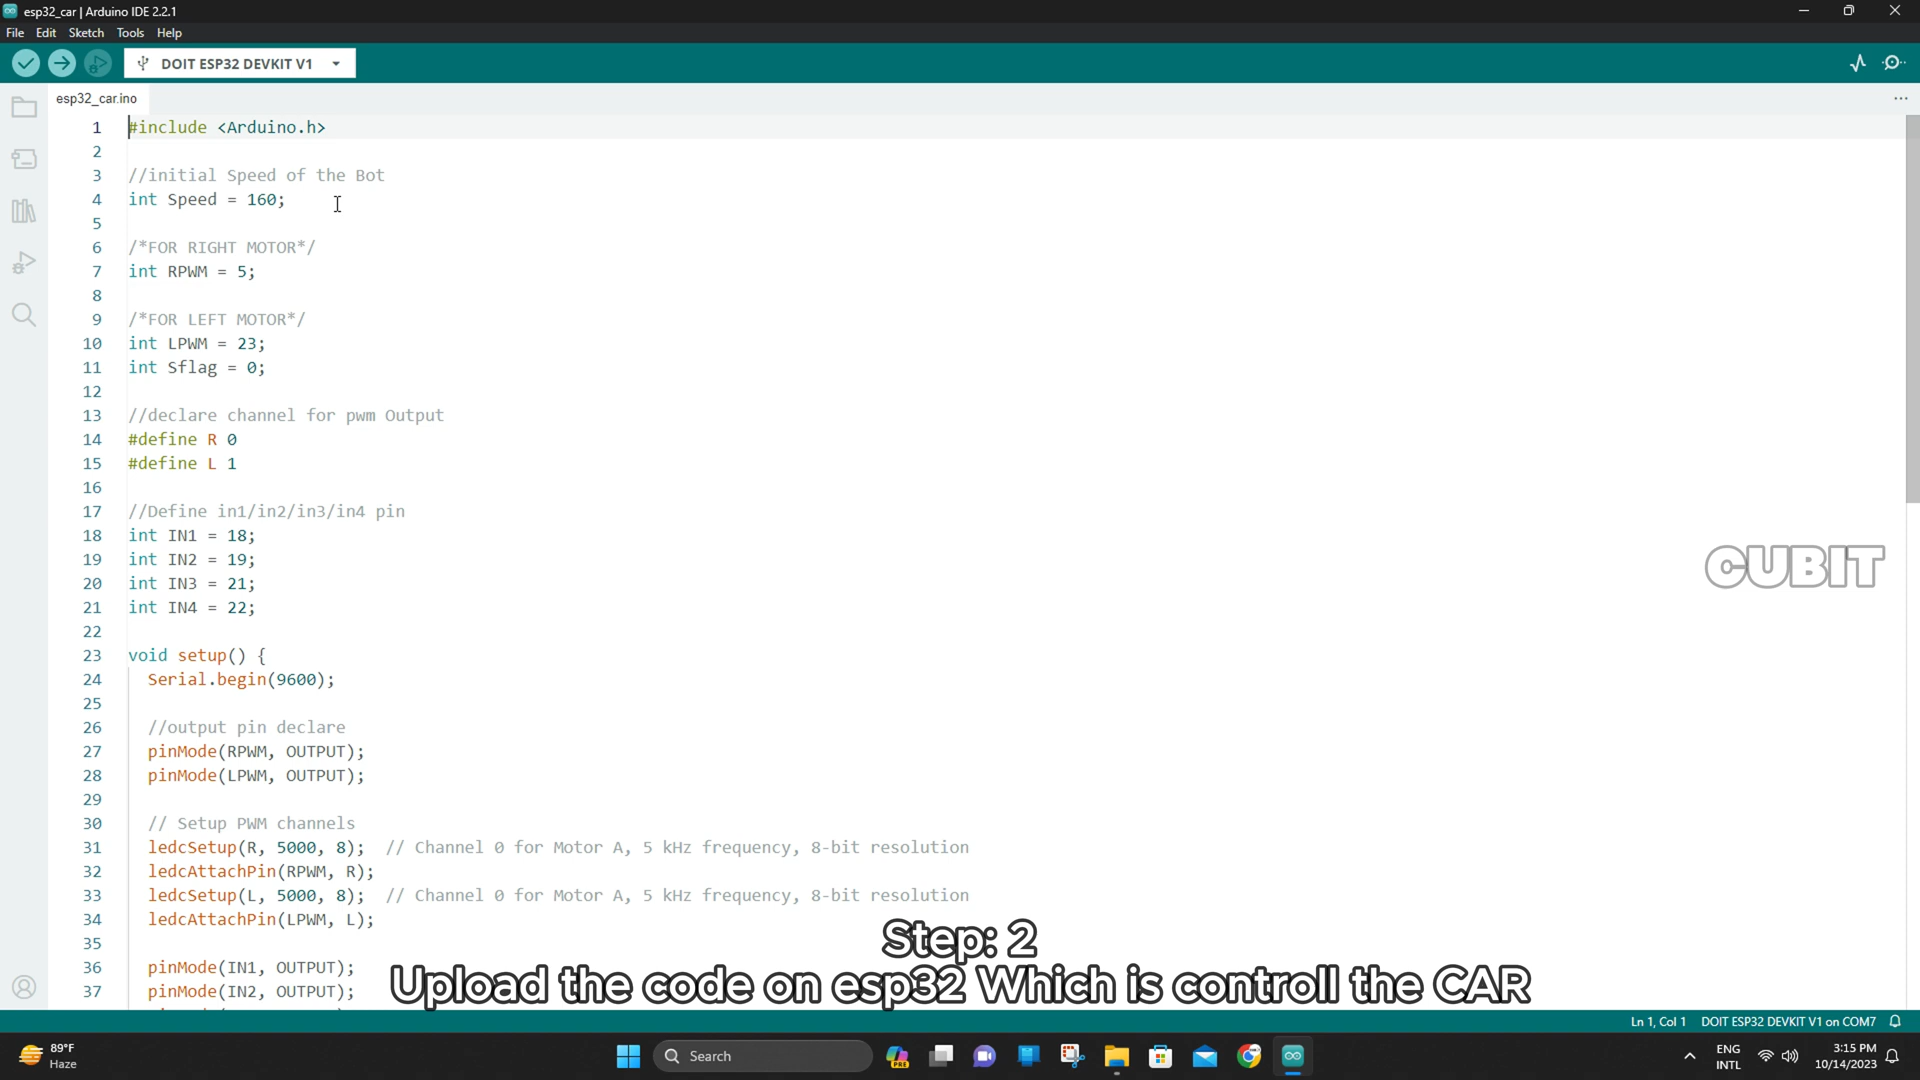 esp32_car | Arduino IDE 2.2.1
File Edit Sketch Tools Help
DOIT ESP32 DEVKIT V1
esp32_car.ino
1 #include <Arduino.h>
2
3 //initial Speed of the Bot
4 int Speed = 160;
5
6 /*FOR RIGHT MOTOR*/
7 int RPWM = 5;
8
9 /*FOR LEFT MOTOR*/
10 int LPWM = 23;
11 int Sflag = 0;
12
13 //declare channel for pwm Output
14 #define R 0
15 #define L 1
16
17 //Define in1/in2/in3/in4 pin
18 int IN1 = 18;
19 int IN2 = 19;
20 int IN3 = 21;
21 int IN4 = 22;
22
23 void setup() {
24 Serial.begin(9600);
25
26 //output pin declare
27 pinMode(RPWM, OUTPUT);
28 pinMode(LPWM, OUTPUT);
29
30 // Setup PWM channels
31 ledcSetup(R, 5000, 8); // Channel 0 for Motor A, 5 kHz frequency, 8-bit resolution
32 ledcAttachPin(RPWM, R);
33 ledcSetup(L, 5000, 8); // Channel 0 for Motor A, 5 kHz frequency, 8-bit resolution
34 ledcAttachPin(LPWM, L);
35
36 pinMode(IN1, OUTPUT);
37 pinMode(IN2, OUTPUT);
CUBIT
Step: 2
Upload the code on esp32 Which is controll the CAR
Ln 1, Col 1 DOIT ESP32 DEVKIT V1 on COM7
89°F
Haze
Search
PRE
ENG
INTL
3:15 PM
10/14/2023